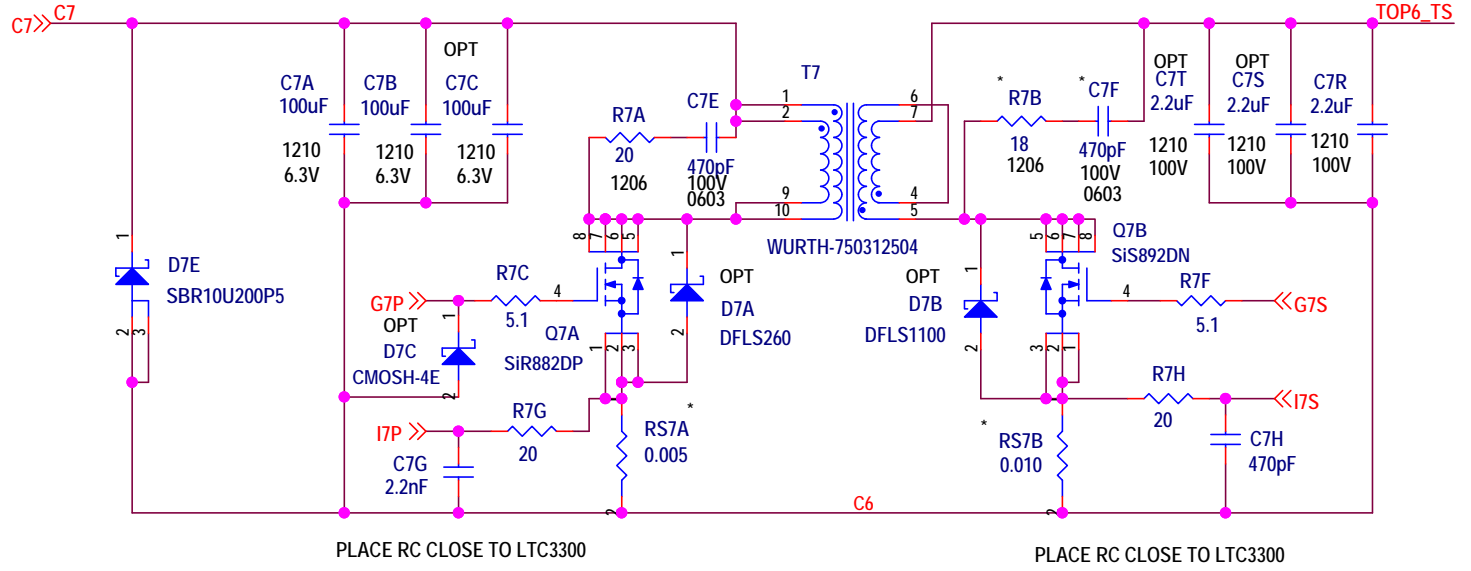 C7
C7
TOP6_TS
OPT
C7A
100uF
1210
6.3V
C7B
100uF
1210
6.3V
C7C
100uF
1210
6.3V
R7A
20
1206
C7E
470pF
100V
0603
T7
1
2
9
10
6
7
4
5
WURTH-750312504
*
R7B
18
1206
*
C7F
470pF
100V
0603
OPT
C7T
2.2uF
1210
100V
OPT
C7S
2.2uF
1210
100V
C7R
2.2uF
1210
100V
1
D7E
SBR10U200P5
2
3
G7P
OPT
1
D7C
CMOSH-4E
2
R7C
5.1
4
8
7
6
5
Q7A
SiR882DP
1
2
3
1
OPT
D7A
DFLS260
2
1
OPT
D7B
DFLS1100
2
5
6
7
8
Q7B
SiS892DN
4
3
2
1
R7F
5.1
G7S
I7P
R7G
20
C7G
2.2nF
*
RS7A
0.005
2
*
RS7B
0.010
2
R7H
20
I7S
C7H
470pF
C6
PLACE RC CLOSE TO LTC3300
PLACE RC CLOSE TO LTC3300